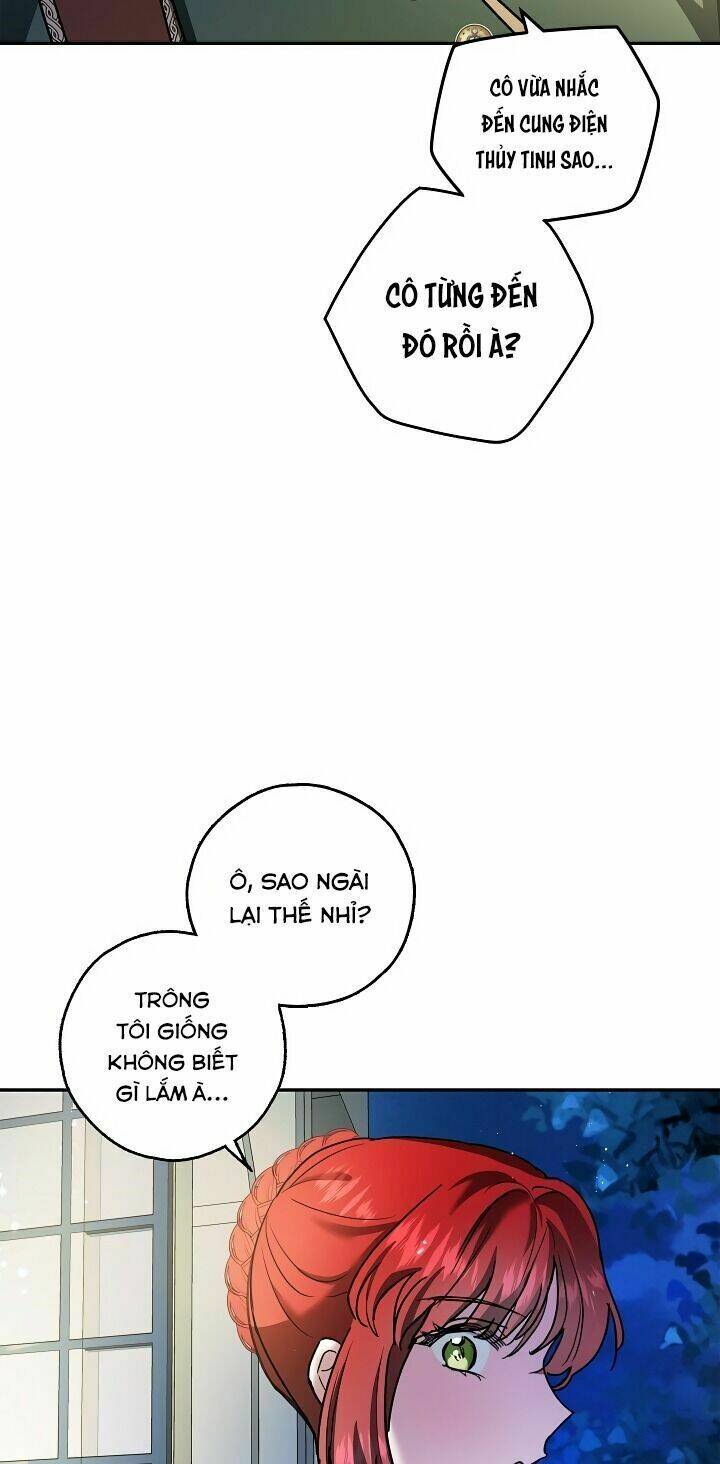 CÔ VỪA NHẮC
ĐẾN CUNG ĐIỆN
THỦY TINH SAO...
CÔ TỪNG ĐẾN
ĐÓ RỒI À?
Ô, SAO NGÀI
LẠI THẾ NHỈ?
TRÔNG
TÔI GIỐNG
KHÔNG BIẾT
GÌ LẮM À...